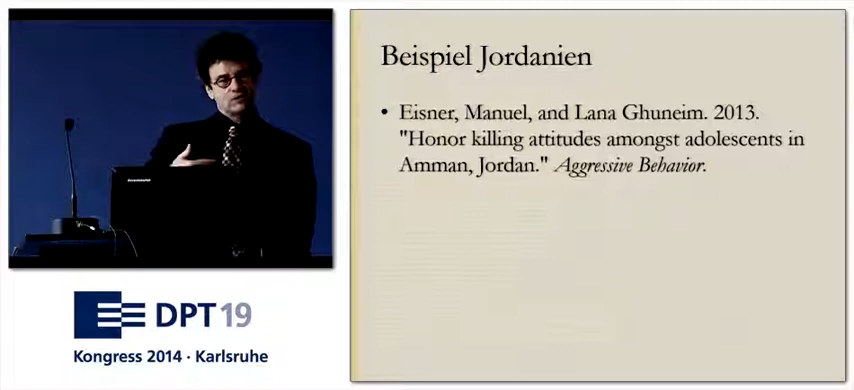 Beispiel Jordanien
• Eisner, Manuel, and Lana Ghuneim. 2013.
"Honor killing attitudes amongst adolescents in
Amman, Jordan." Aggressive Behavior.
DPT 19
Kongress 2014 · Karlsruhe